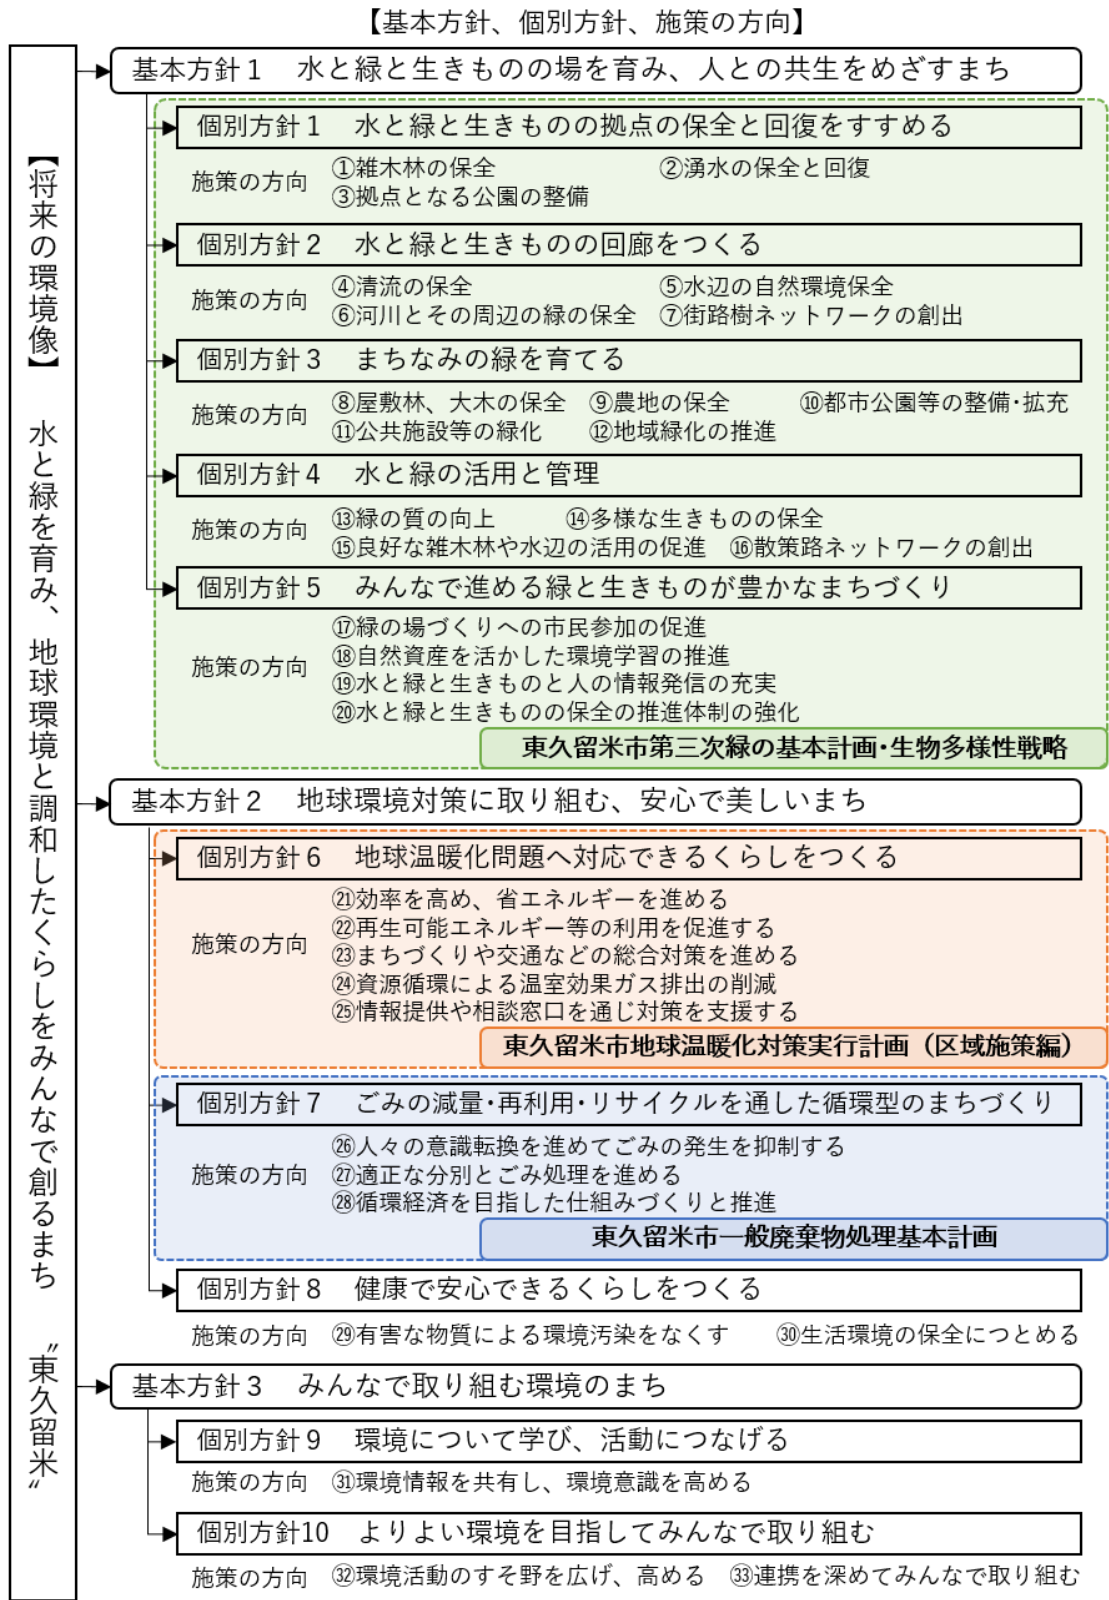 【基本方針、個別方針、施策の方向】
【将来の環境像】 水と緑を育み、地球環境と調和したくらしをみんなで創るまち 〝東久留米〟
基本方針1 水と緑と生きものの場を育み、人との共生をめざすまち
個別方針1 水と緑と生きものの拠点の保全と回復をすすめる
施策の方向 ①雑木林の保全 ②湧水の保全と回復
③拠点となる公園の整備
個別方針2 水と緑と生きものの回廊をつくる
施策の方向 ④清流の保全 ⑤水辺の自然環境保全
⑥河川とその周辺の緑の保全 ⑦街路樹ネットワークの創出
個別方針3 まちなみの緑を育てる
施策の方向 ⑧屋敷林、大木の保全 ⑨農地の保全 ⑩都市公園等の整備・拡充
⑪公共施設等の緑化 ⑫地域緑化の推進
個別方針4 水と緑の活用と管理
施策の方向 ⑬緑の質の向上 ⑭多様な生きものの保全
⑮良好な雑木林や水辺の活用の促進 ⑯散策路ネットワークの創出
個別方針5 みんなで進める緑と生きものが豊かなまちづくり
施策の方向 ⑰緑の場づくりへの市民参加の促進
⑱自然資産を活かした環境学習の推進
⑲水と緑と生きものと人の情報発信の充実
⑳水と緑と生きものの保全の推進体制の強化
東久留米市第三次緑の基本計画・生物多様性戦略
基本方針2 地球環境対策に取り組む、安心で美しいまち
個別方針6 地球温暖化問題へ対応できるくらしをつくる
施策の方向 ㉑効率を高め、省エネルギーを進める
㉒再生可能エネルギー等の利用を促進する
㉓まちづくりや交通などの総合対策を進める
㉔資源循環による温室効果ガス排出の削減
㉕情報提供や相談窓口を通じ対策を支援する
東久留米市地球温暖化対策実行計画（区域施策編）
個別方針7 ごみの減量・再利用・リサイクルを通した循環型のまちづくり
施策の方向 ㉖人々の意識転換を進めてごみの発生を抑制する
㉗適正な分別とごみ処理を進める
㉘循環経済を目指した仕組みづくりと推進
東久留米市一般廃棄物処理基本計画
個別方針8 健康で安心できるくらしをつくる
施策の方向 ㉙有害な物質による環境汚染をなくす ㉚生活環境の保全につとめる
基本方針3 みんなで取り組む環境のまち
個別方針9 環境について学び、活動につなげる
施策の方向 ㉛環境情報を共有し、環境意識を高める
個別方針10 よりよい環境を目指してみんなで取り組む
施策の方向 ㉜環境活動のすそ野を広げ、高める ㉝連携を深めてみんなで取り組む